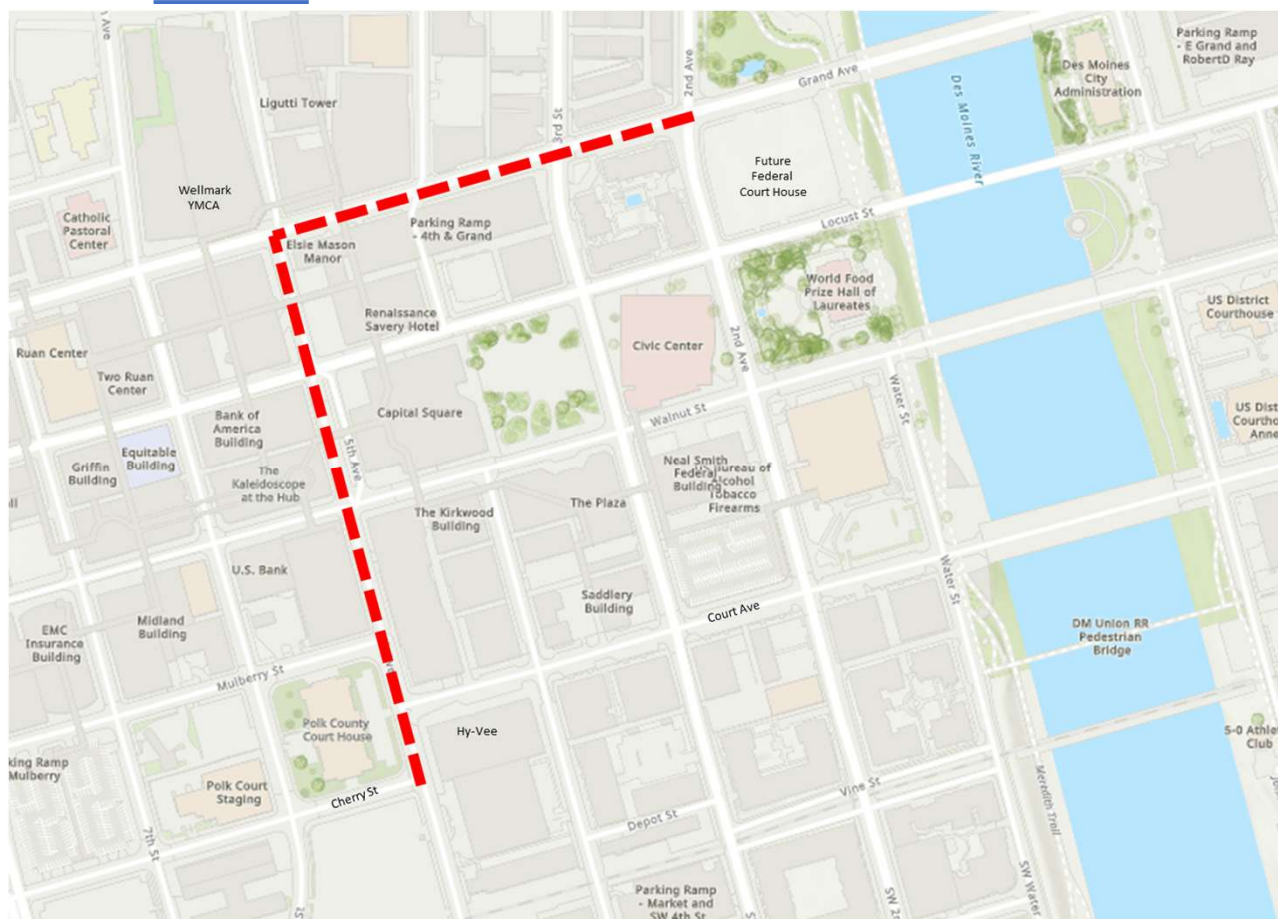 th Ave
2nd Ave
Grand Ave
Parking Ramp
- E Grand and
RobertD Ray
Des Moines
City
Administration
Ligutti Tower
3rd St
Des Moines River
Wellmark
YMCA
Future
Federal
Court House
Catholic
Pastoral
Center
Parking Ramp
- 4th & Grand
Locust St
Elsie Mason
Manor
World Food
Prize Hall of
Laureates
US District
Courthouse
Renaissance
Savery Hotel
Ruan Center
Civic Center
2nd Ave
Two Ruan
Center
Water St
Bank of
America
Building
Capital Square
Walnut St
US Dist
Courthou
Anne
5th Ave
Equitable
Building
Griffin
Building
The
Kaleidoscope
at the Hub
Neal Smith
Federal
Building
US Bureau of
Alcohol
Tobacco
Firearms
all
The Plaza
The Kirkwood
Building
U.S. Bank
Water St
Saddlery
Building
Court Ave
Midland
Building
EMC
Insurance
Building
DM Union RR
Pedestrian
Bridge
Mulberry St
Polk County
Court House
Hy-Vee
5-0 Athlet
Club
king Ramp
Mulberry
Polk Court
Staging
Cherry St
Vine St
Meredith Trail
Depot St
7th St
Parking Ramp
- Market and
SW 4th St
SW 2
SW Water
St